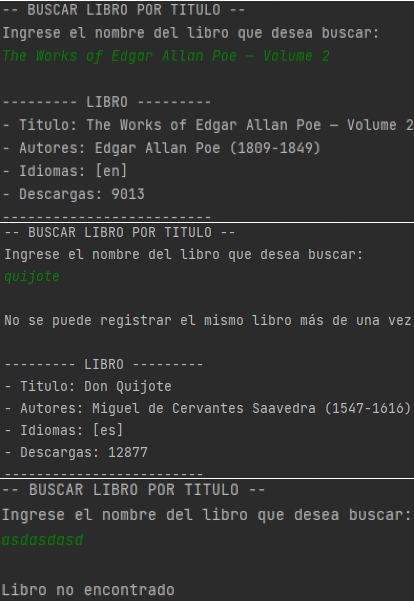 -- BUSCAR LIBRO POR TITULO --
Ingrese el nombre del libro que desea buscar:
The Works of Edgar Allan Poe — Volume 2
--------- LIBRO ---------
- Titulo: The Works of Edgar Allan Poe — Volume 2
- Autores: Edgar Allan Poe (1809-1849)
- Idiomas: [en]
- Descargas: 9013
-------------------------
-- BUSCAR LIBRO POR TITULO --
Ingrese el nombre del libro que desea buscar:
quijote
No se puede registrar el mismo libro más de una vez
--------- LIBRO ---------
- Titulo: Don Quijote
- Autores: Miguel de Cervantes Saavedra (1547-1616)
- Idiomas: [es]
- Descargas: 12877
-------------------------
-- BUSCAR LIBRO POR TITULO --
Ingrese el nombre del libro que desea buscar:
asdasdasd
Libro no encontrado